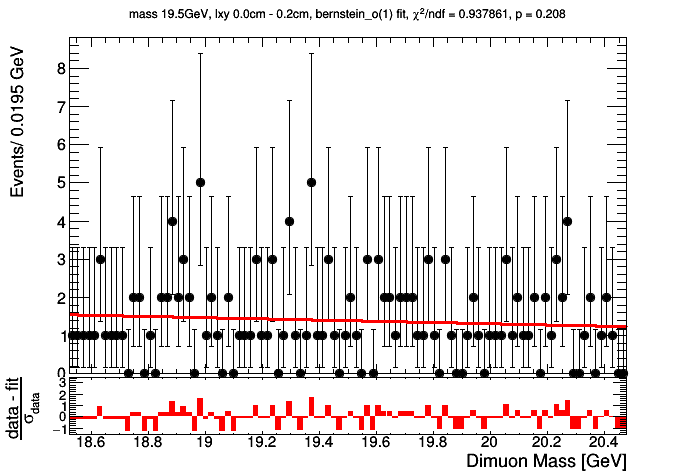 mass 19.5GeV, lxy 0.0cm - 0.2cm, bernstein_o(1) fit, χ²/ndf = 0.937861, p = 0.208
Events/ 0.0195 GeV
8
7
6
5
4
3
2
1
0
data - fit
σdata
3
2
1
0
−1
18.6 18.8 19 19.2 19.4 19.6 19.8 20 20.2 20.4
Dimuon Mass [GeV]